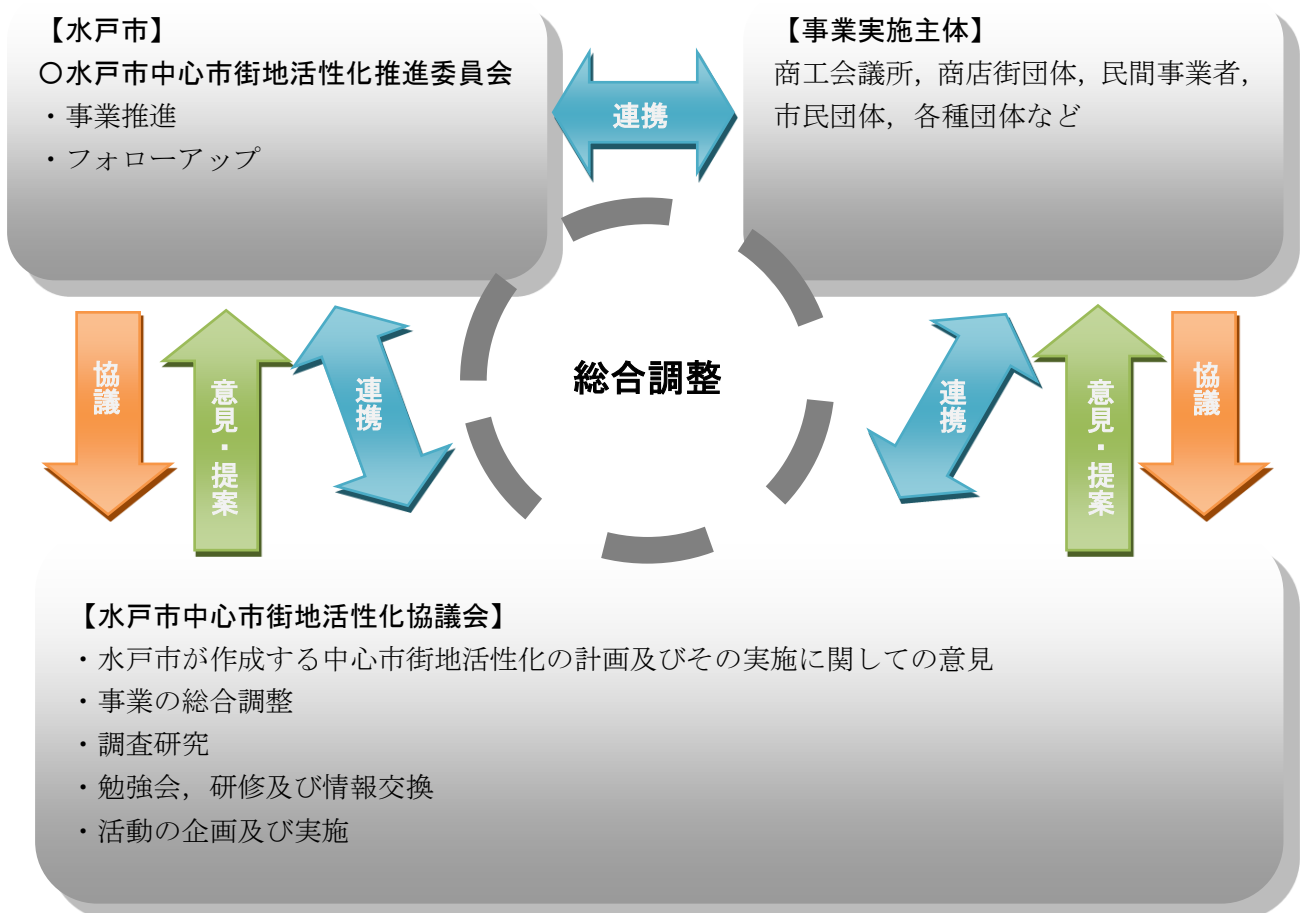 【水戸市】
〇水戸市中心市街地活性化推進委員会
・事業推進
・フォローアップ
連携
【事業実施主体】
商工会議所，商店街団体，民間事業者，
市民団体，各種団体など
協議
意見・提案
連携
総合調整
連携
意見・提案
協議
【水戸市中心市街地活性化協議会】
・水戸市が作成する中心市街地活性化の計画及びその実施に関しての意見
・事業の総合調整
・調査研究
・勉強会，研修及び情報交換
・活動の企画及び実施